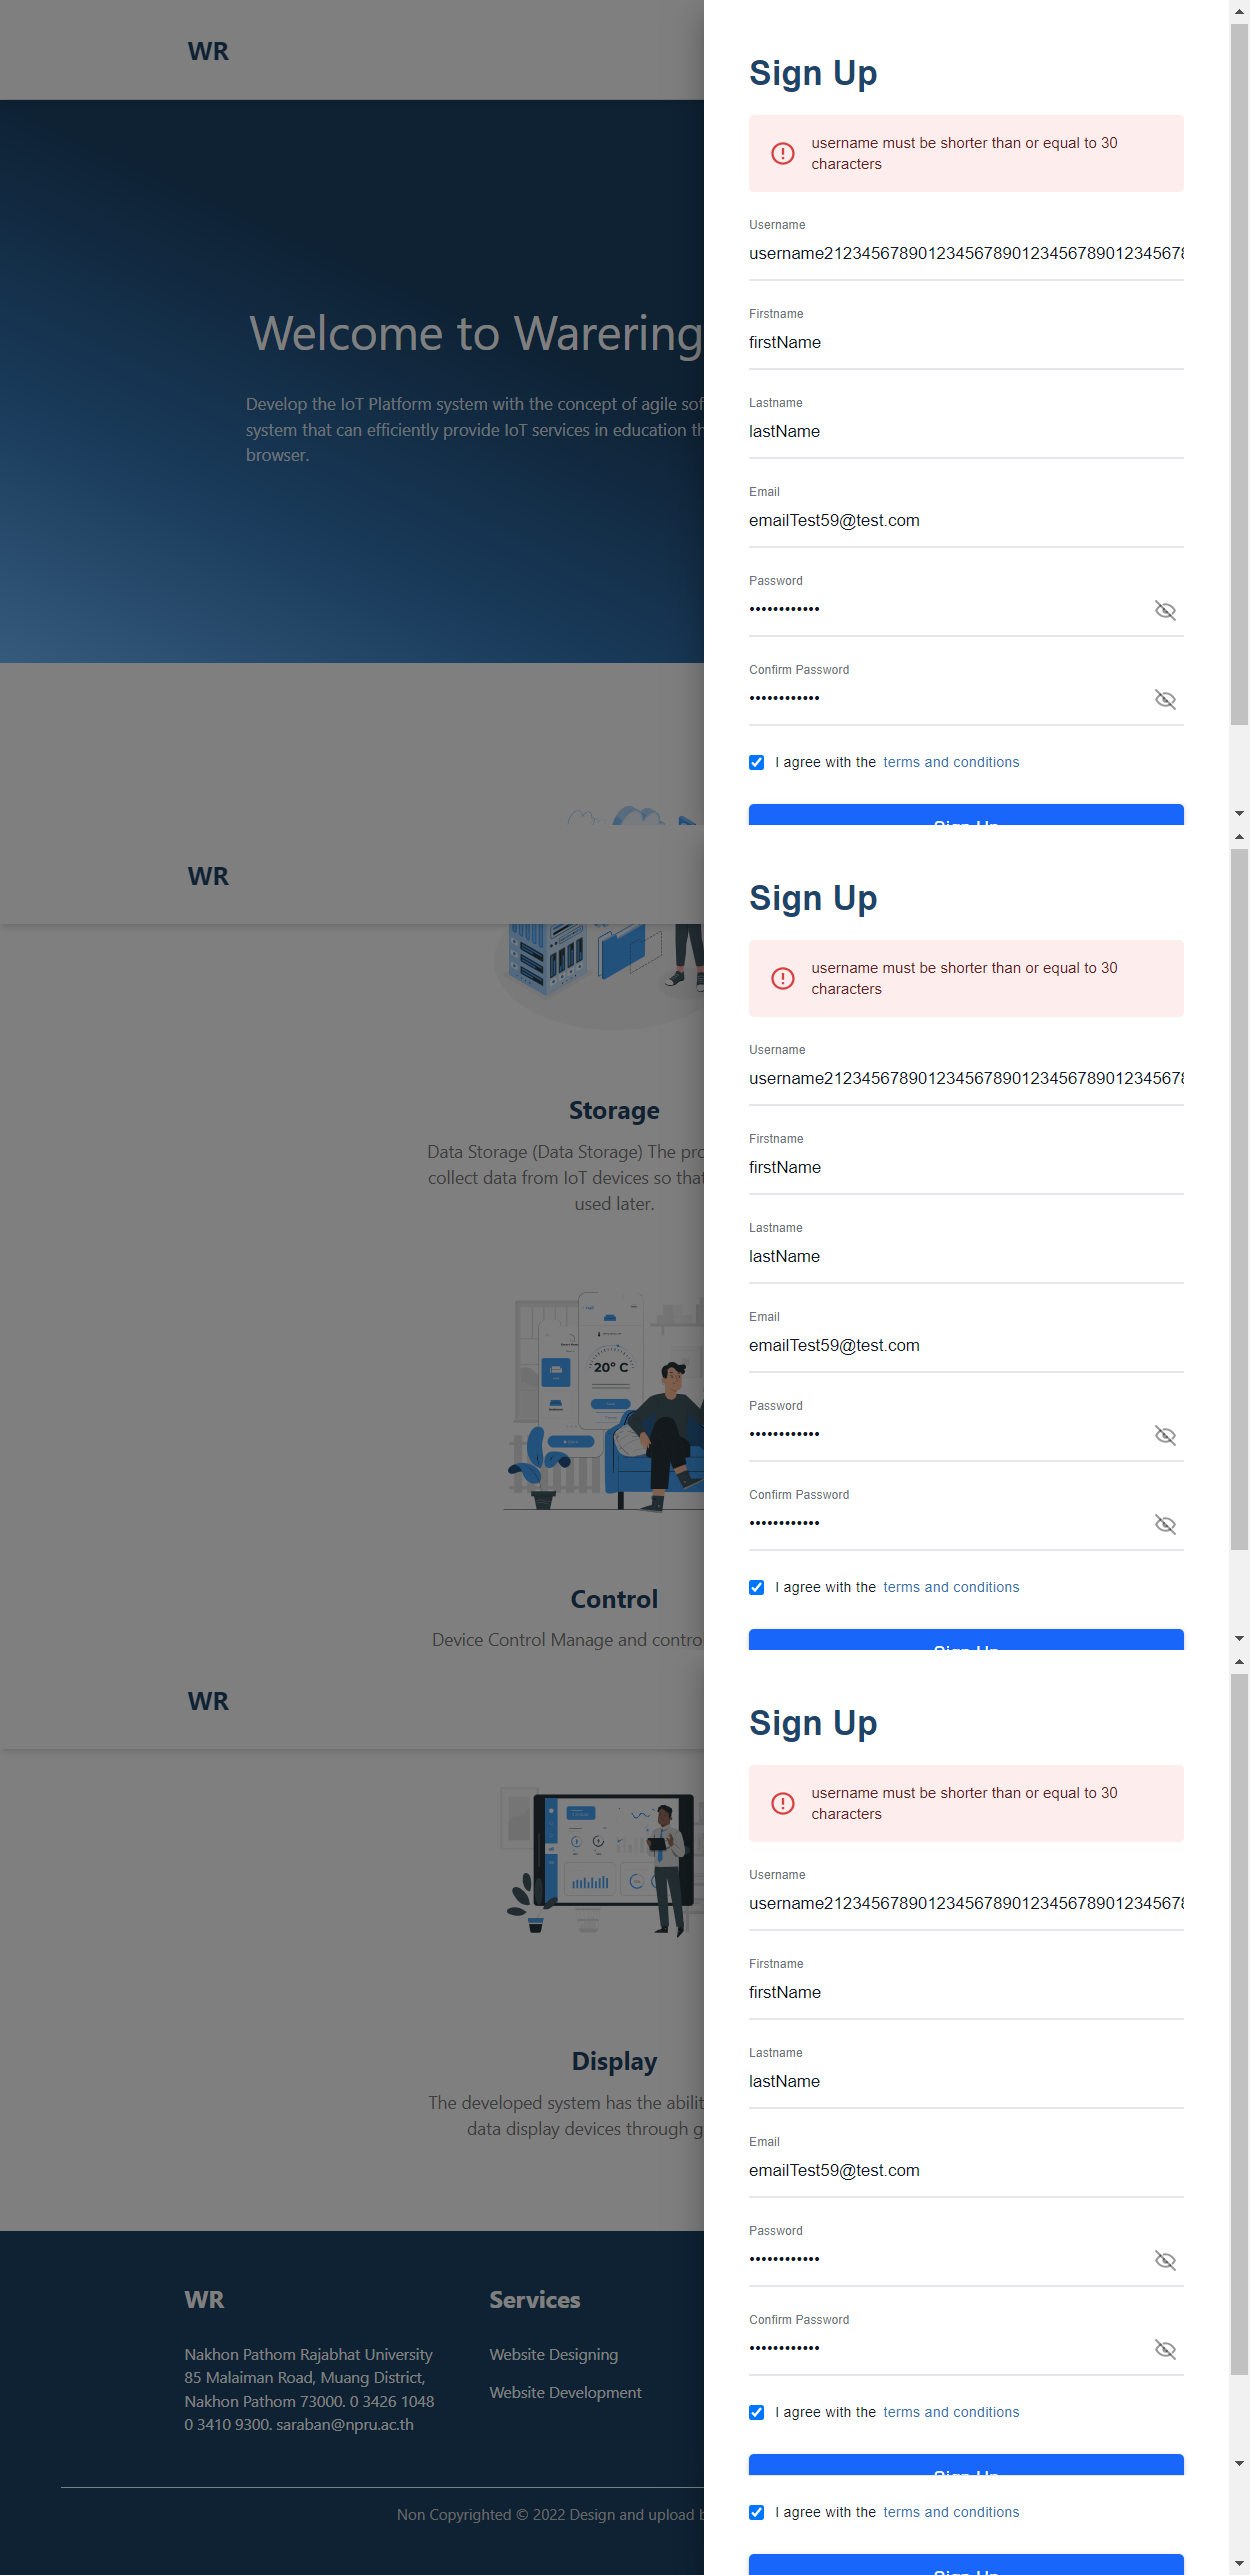 WR
Welcome to Warering
Develop the IoT Platform system with the concept of agile sof
system that can efficiently provide IoT services in education th
browser.
Sign Up
username must be shorter than or equal to 30
characters
Username
username212345678901234567890123456789012345678
Firstname
firstName
Lastname
lastName
Email
emailTest59@test.com
Password
••••••••••••
Confirm Password
••••••••••••
I agree with the terms and conditions
Sign Up
WR
Storage
Data Storage (Data Storage) The pro
collect data from IoT devices so that
used later.
20° C
Control
Device Control Manage and contro
Sign Up
username must be shorter than or equal to 30
characters
Username
username212345678901234567890123456789012345678
Firstname
firstName
Lastname
lastName
Email
emailTest59@test.com
Password
••••••••••••
Confirm Password
••••••••••••
I agree with the terms and conditions
Sign Up
WR
Display
The developed system has the abilit
data display devices through g
WR
Nakhon Pathom Rajabhat University
85 Malaiman Road, Muang District,
Nakhon Pathom 73000. 0 3426 1048
0 3410 9300. saraban@npru.ac.th
Services
Website Designing
Website Development
Non Copyrighted © 2022 Design and upload b
Sign Up
username must be shorter than or equal to 30
characters
Username
username212345678901234567890123456789012345678
Firstname
firstName
Lastname
lastName
Email
emailTest59@test.com
Password
••••••••••••
Confirm Password
••••••••••••
I agree with the terms and conditions
Sign Up
I agree with the terms and conditions
Sign Up